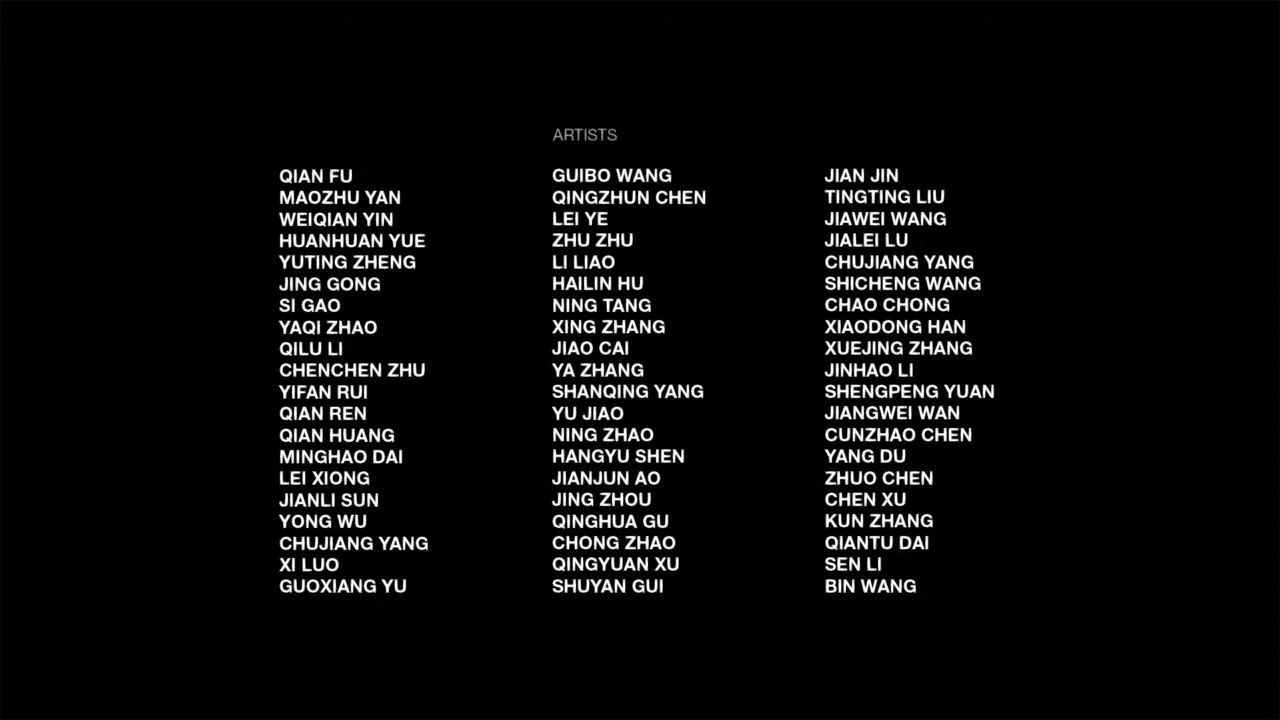 ARTISTS
QIAN FU
MAOZHU YAN
WEIQIAN YIN
HUANHUAN YUE
YUTING ZHENG
JING GONG
SI GAO
YAQI ZHAO
QILU LI
CHENCHEN ZHU
YIFAN RUI
QIAN REN
QIAN HUANG
MINGHAO DAI
LEI XIONG
JIANLI SUN
YONG WU
CHUJIANG YANG
XI LUO
GUOXIANG YU
GUIBO WANG
QINGZHUN CHEN
LEI YE
ZHU ZHU
LI LIAO
HAILIN HU
NING TANG
XING ZHANG
JIAO CAI
YA ZHANG
SHANQING YANG
YU JIAO
NING ZHAO
HANGYU SHEN
JIANJUN AO
JING ZHOU
QINGHUA GU
CHONG ZHAO
QINGYUAN XU
SHUYAN GUI
JIAN JIN
TINGTING LIU
JIAWEI WANG
JIALEI LU
CHUJIANG YANG
SHICHENG WANG
CHAO CHONG
XIAODONG HAN
XUEJING ZHANG
JINHAO LI
SHENGPENG YUAN
JIANGWEI WAN
CUNZHAO CHEN
YANG DU
ZHUO CHEN
CHEN XU
KUN ZHANG
QIANTU DAI
SEN LI
BIN WANG